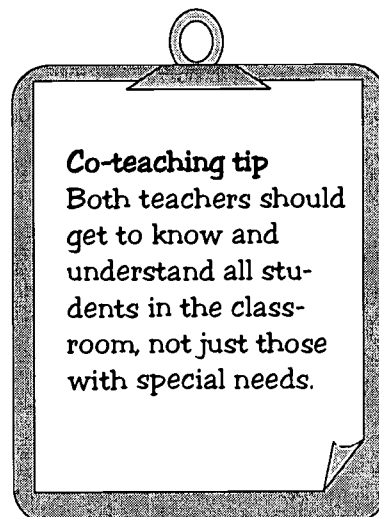 Co-teaching tip
Both teachers should
get to know and
understand all stu-
dents in the class-
room, not just those
with special needs.